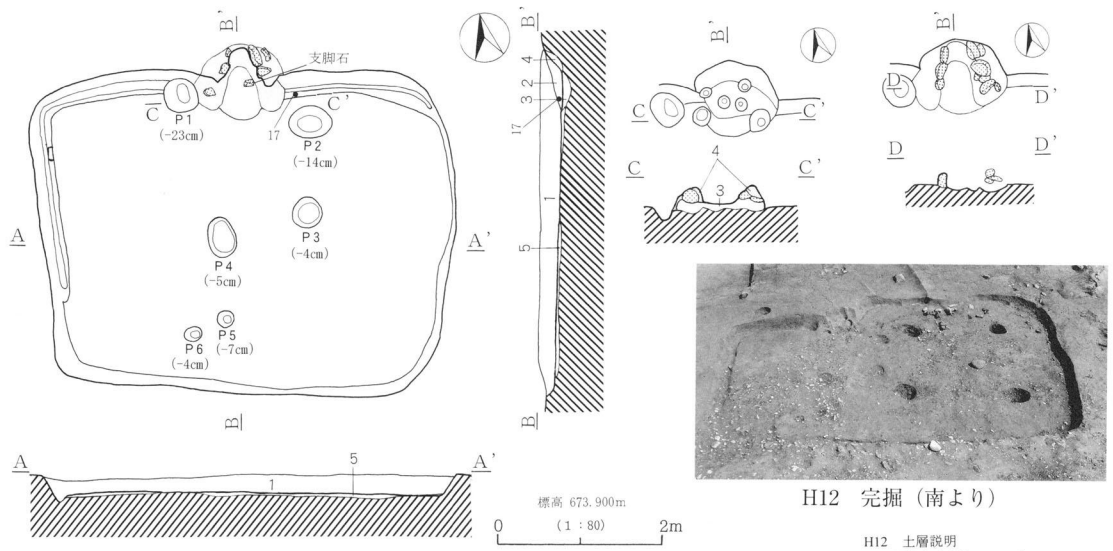 B'
支脚石
C
C'
P1
(-23cm)
17
P2
(-14cm)
P3
(-4cm)
P4
(-5cm)
P5
(-7cm)
P6
(-4cm)
A
A'
B
B'
4
2
3
17
1
5
B
B'
C
C'
C
C'
4
3
B'
D
D'
D
D'
A
A'
5
1
標高 673.900m
(1:80)
0
2m
H12 完掘 (南より)
H12 土層説明